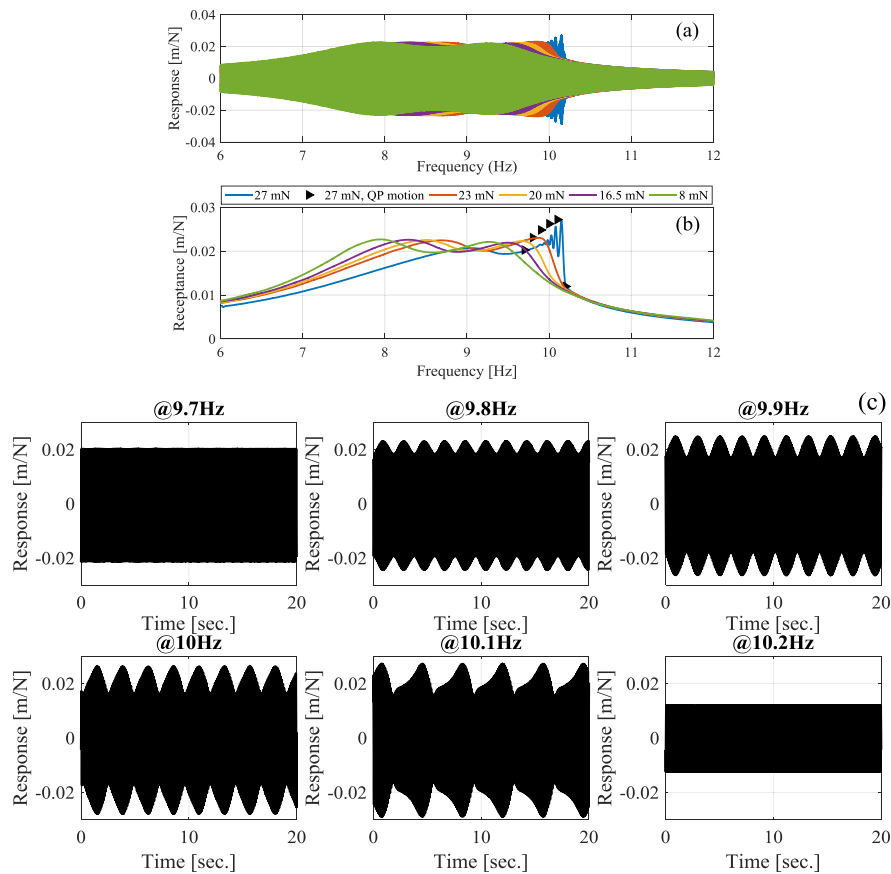 (a)
0.04
0.02
0
-0.02
-0.04
Response [m/N]
6 7 8 9 10 11 12
Frequency (Hz)
27 mN 27 mN, QP motion 23 mN 20 mN 16.5 mN 8 mN
(b)
0.03
0.02
0.01
0
Receptance [m/N]
6 7 8 9 10 11 12
Frequency [Hz]
(c)
@9.7Hz @9.8Hz @9.9Hz
Response [m/N] Response [m/N] Response [m/N]
0.02 0.02 0.02
0 0 0
-0.02 -0.02 -0.02
0 10 20 0 10 20 0 10 20
Time [sec.] Time [sec.] Time [sec.]
@10Hz @10.1Hz @10.2Hz
Response [m/N] Response [m/N] Response [m/N]
0.02 0.02 0.02
0 0 0
-0.02 -0.02 -0.02
0 10 20 0 10 20 0 10 20
Time [sec.] Time [sec.] Time [sec.]